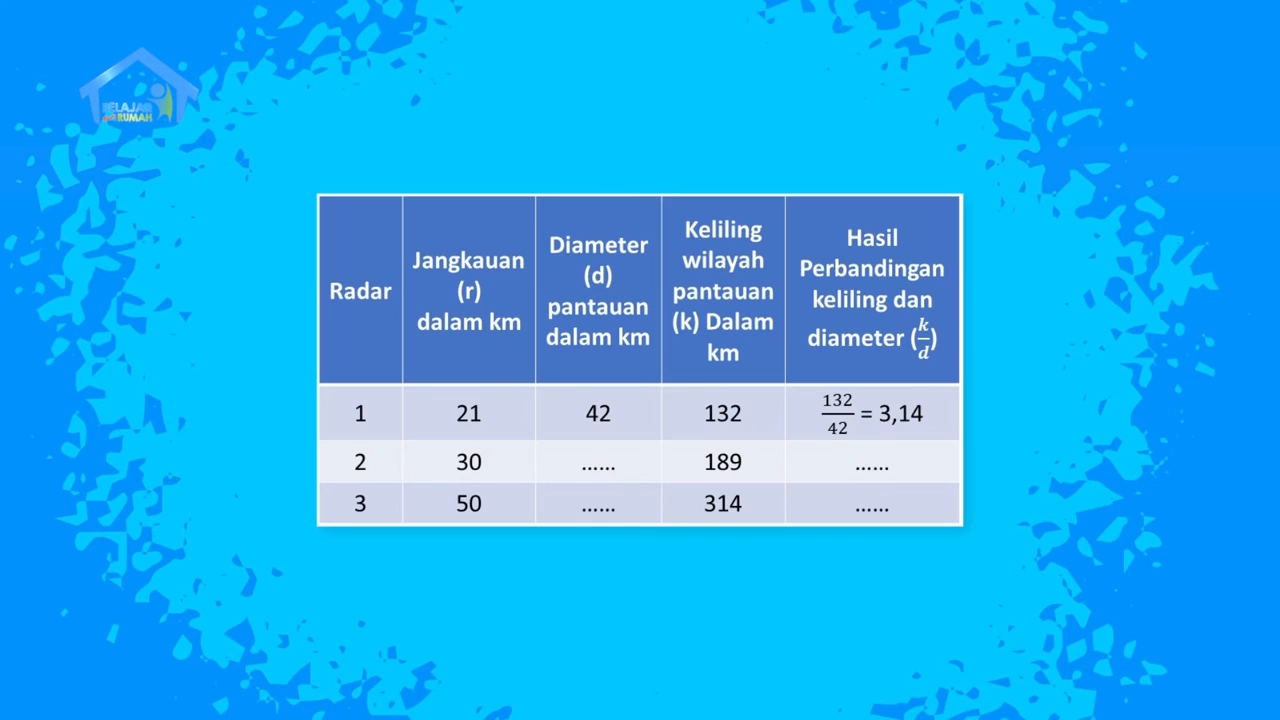 BELAJAR
dari RUMAH
Radar
Jangkauan
(r)
dalam km
Diameter
(d)
pantauan
dalam km
Keliling
wilayah
pantauan
(k) Dalam
km
Hasil
Perbandingan
keliling dan
diameter (k/d)
1 21 42 132 132/42 = 3,14
2 30 …… 189 ……
3 50 …… 314 ……